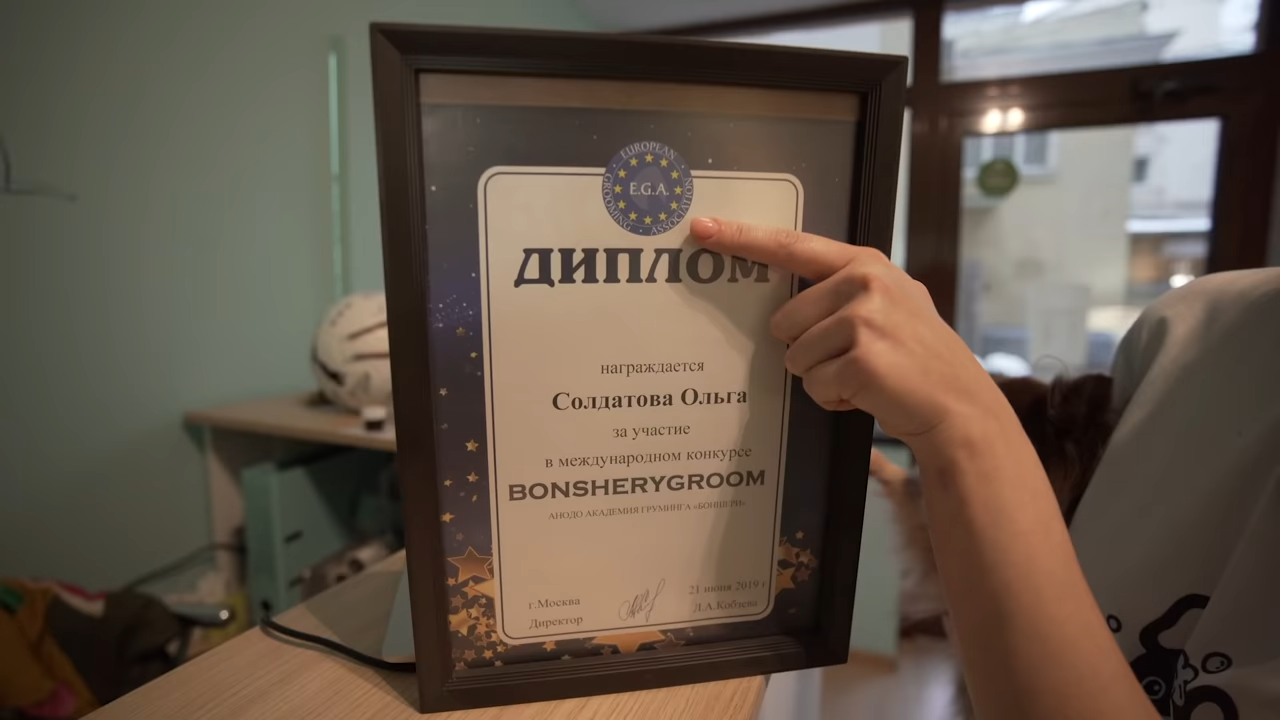 EUROPEAN
E.G.A.
GROOMING ASSOCIATION
ДИПЛОМ
награждается
Солдатова Ольга
за участие
в международном конкурсе
BONSHERYGROOM
АНОДО АКАДЕМИЯ ГРУМИНГА «БОНШЕРИ»
г.Москва
21 июня 2019 г
Директор
Л.А.Кобзева